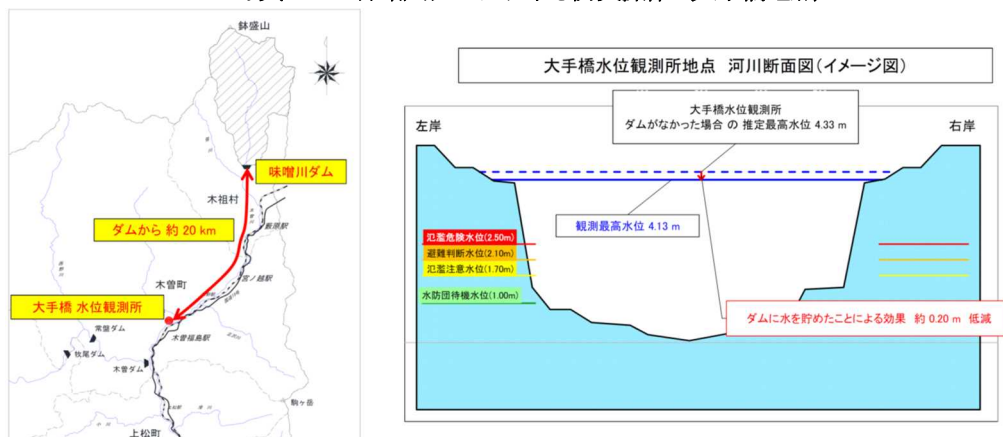 鉢盛山
味噌川ダム
木祖村
藪原駅
ダムから 約 20 km
宮ノ越駅
木曽町
大手橋 水位観測所
木曽福島駅
常盤ダム
牧尾ダム
木曽ダム
駒ヶ岳
上松町
大手橋水位観測所地点 河川断面図(イメージ図)
大手橋水位観測所
ダムがなかった場合 の 推定最高水位 4.33 m
左岸
右岸
観測最高水位 4.13 m
氾濫危険水位(2.50m)
避難判断水位(2.10m)
氾濫注意水位(1.70m)
水防団待機水位(1.00m)
ダムに水を貯めたことによる効果 約 0.20 m 低減